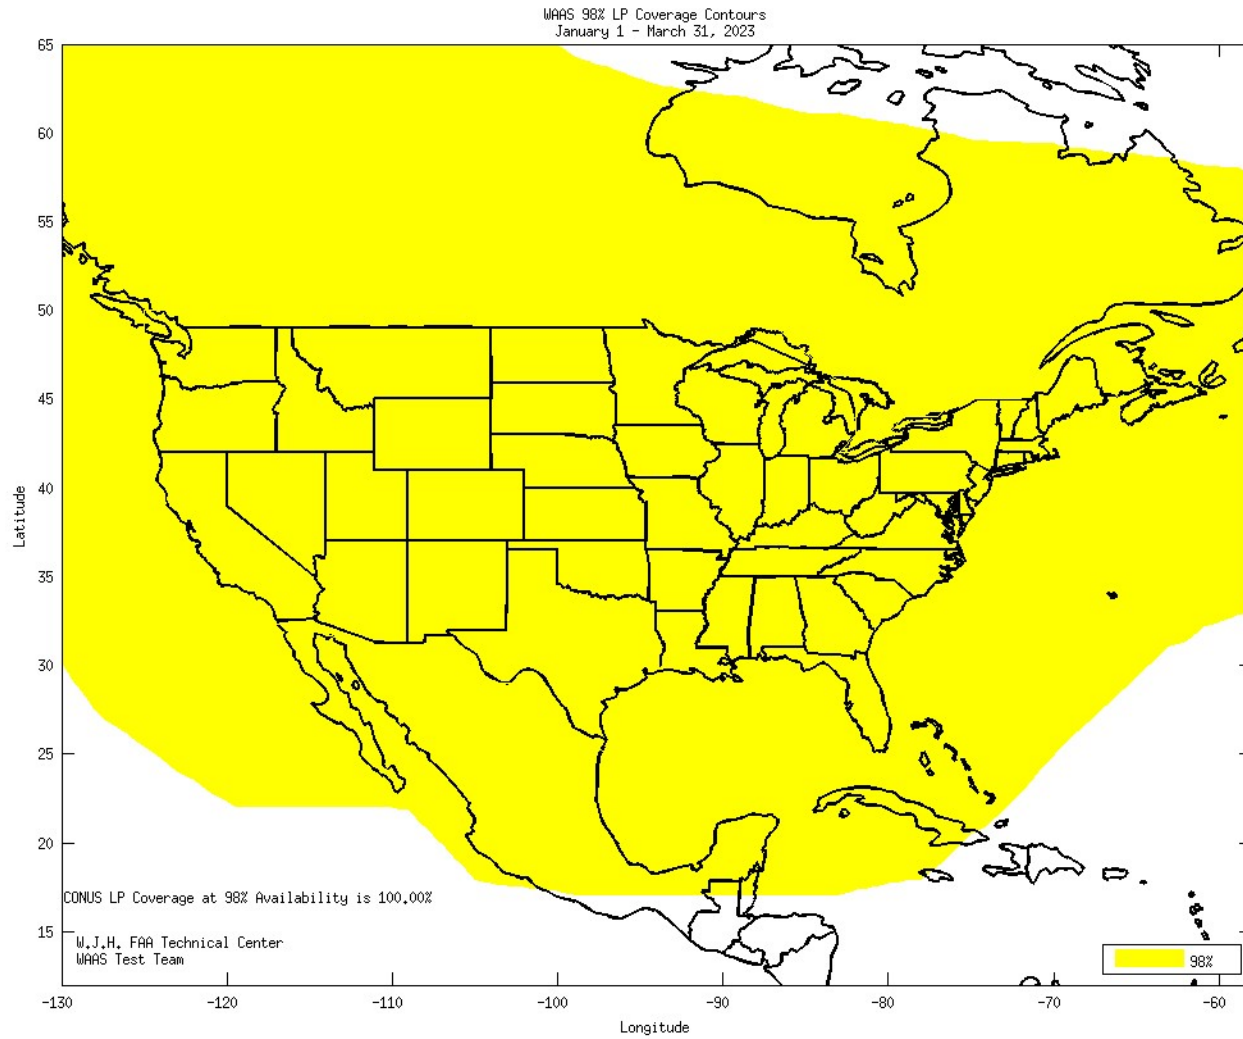 WAAS 98% LP Coverage Contours
January 1 - March 31, 2023
65
60
55
50
45
40
35
30
25
20
15
Latitude
CONUS LP Coverage at 98% Availability is 100.00%
W.J.H. FAA Technical Center
WAAS Test Team
98%
-130
-120
-110
-100
-90
-80
-70
-60
Longitude